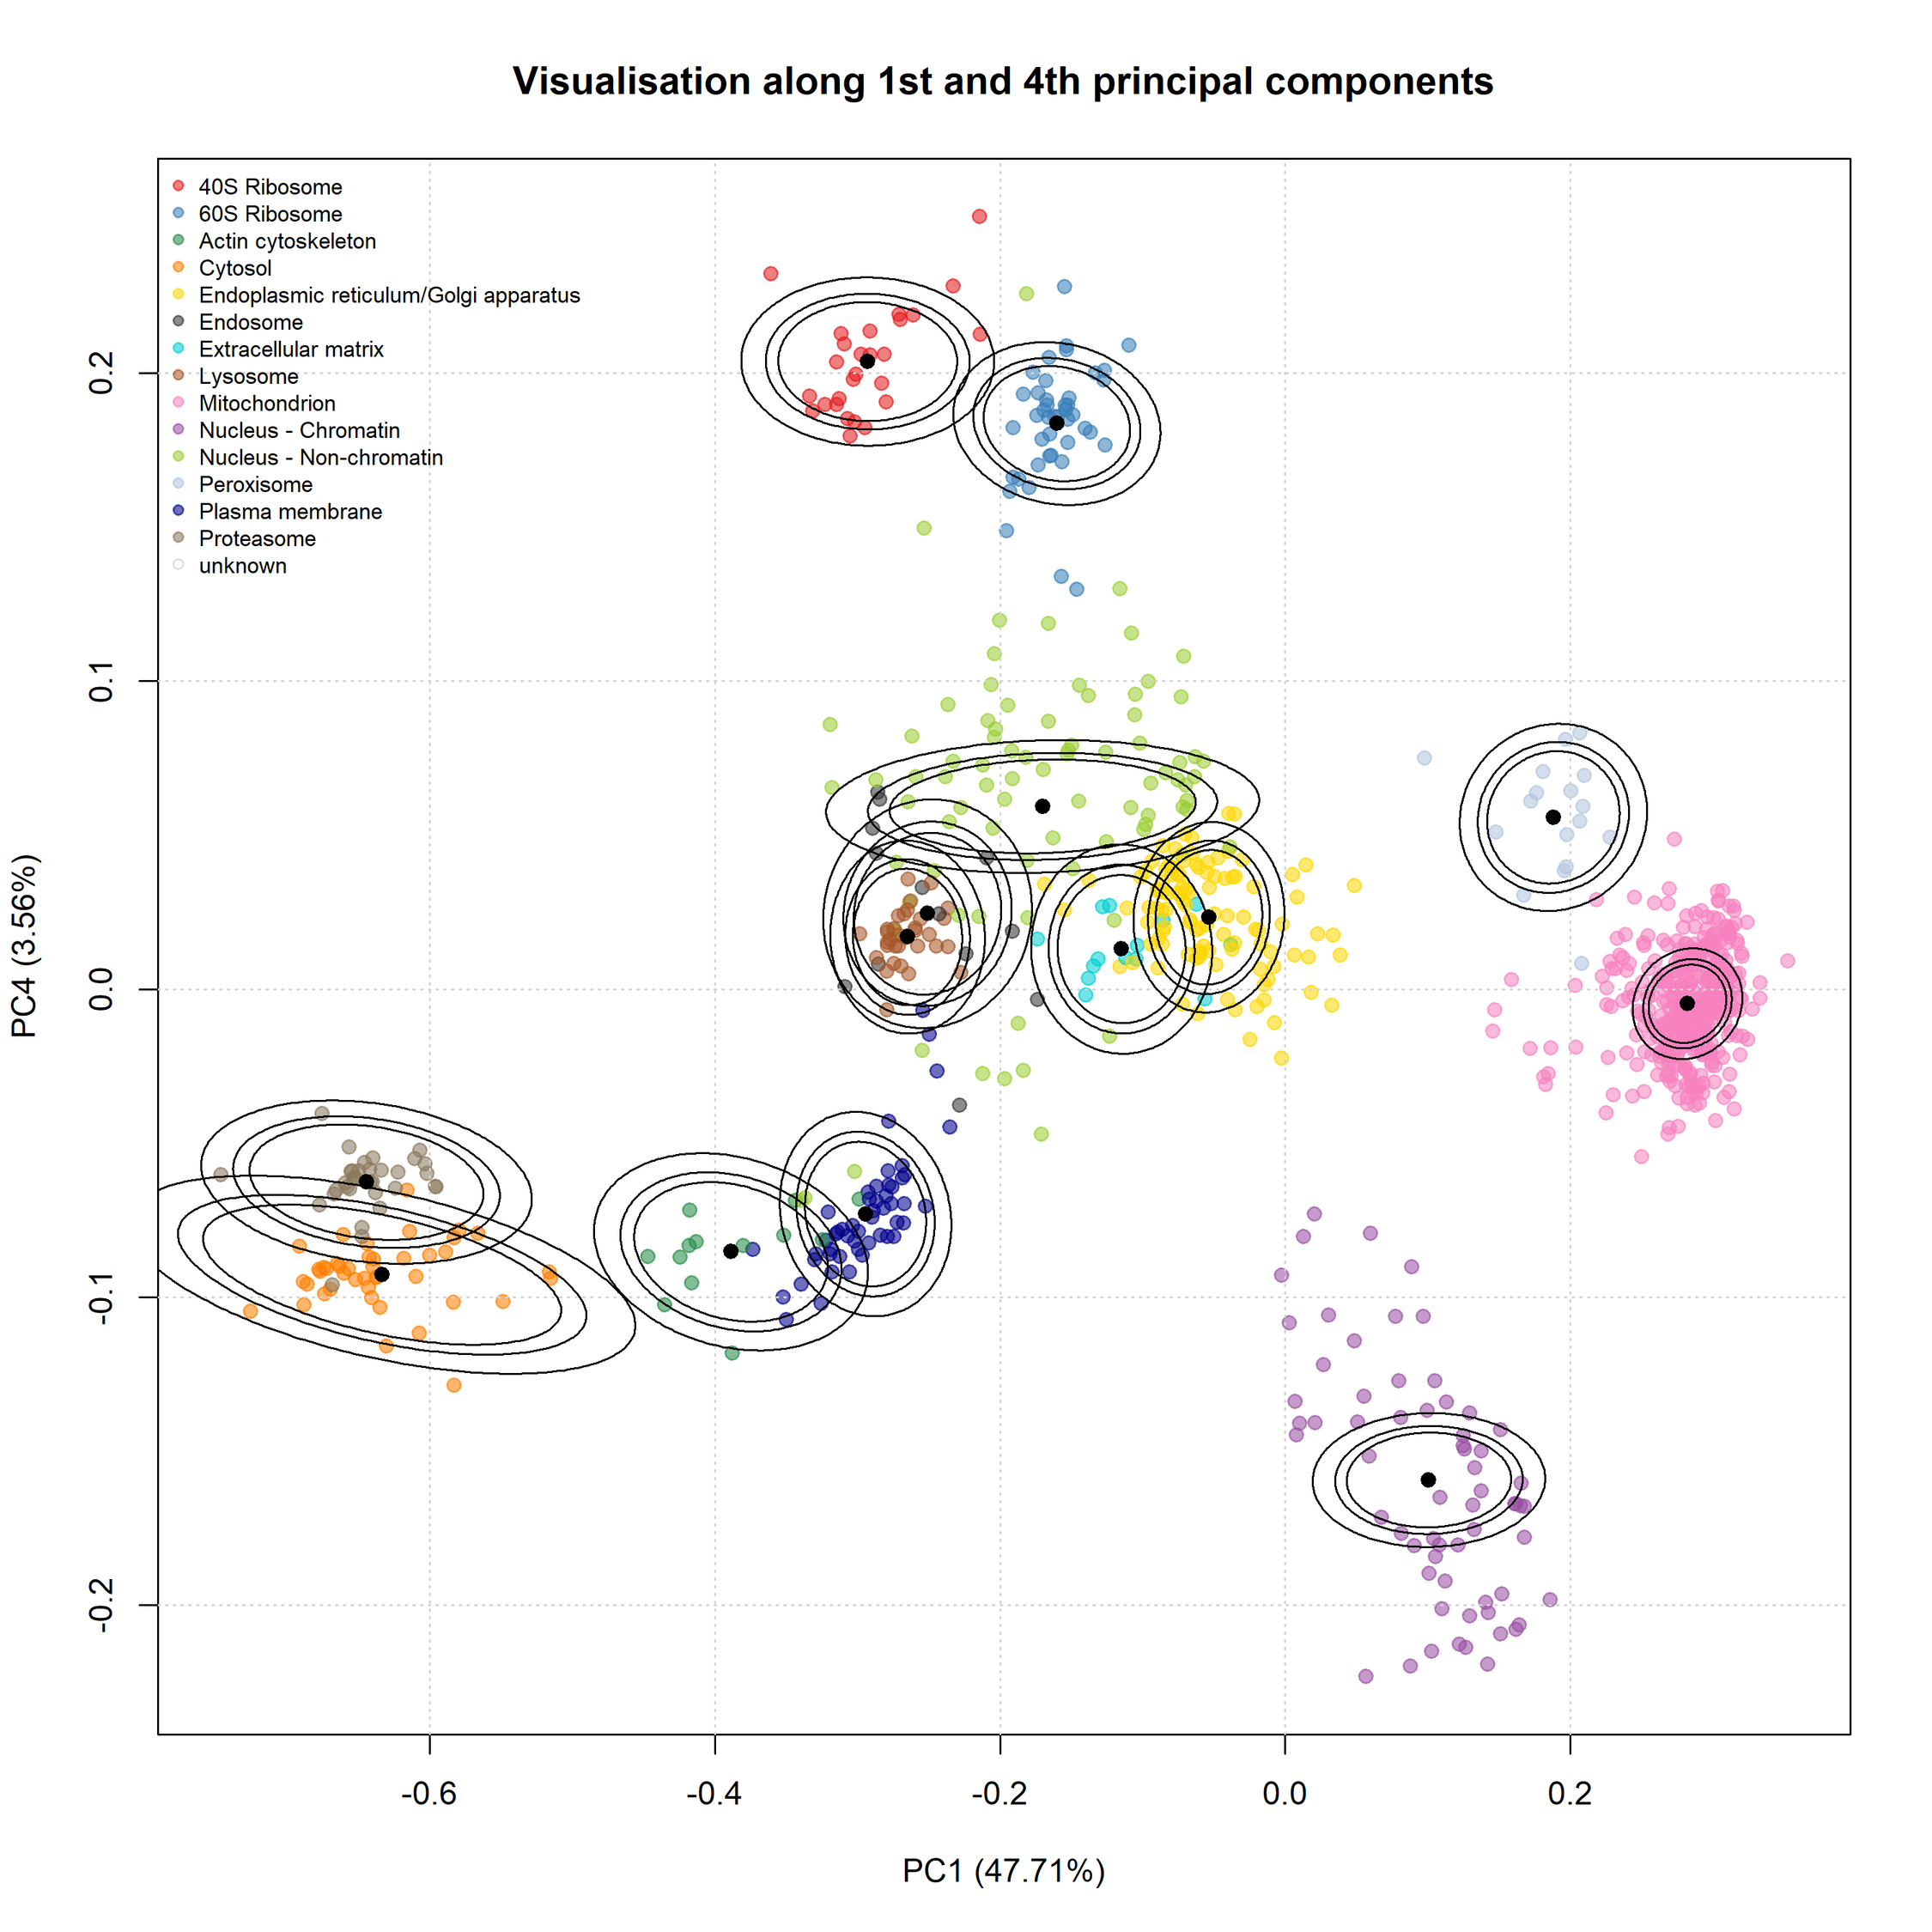 Visualisation along 1st and 4th principal components
40S Ribosome
60S Ribosome
Actin cytoskeleton
Cytosol
Endoplasmic reticulum/Golgi apparatus
Endosome
Extracellular matrix
Lysosome
Mitochondrion
Nucleus - Chromatin
Nucleus - Non-chromatin
Peroxisome
Plasma membrane
Proteasome
unknown
PC4 (3.56%)
0.2
0.1
0.0
-0.1
-0.2
-0.6 -0.4 -0.2 0.0 0.2
PC1 (47.71%)